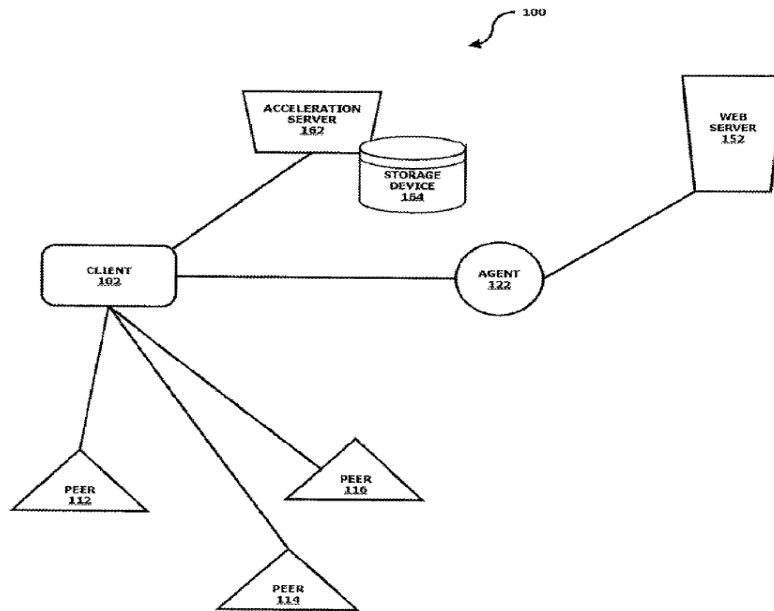 100
ACCELERATION
SERVER
162
WEB
SERVER
152
STORAGE
DEVICE
164
CLIENT
102
AGENT
122
PEER
112
PEER
116
PEER
114